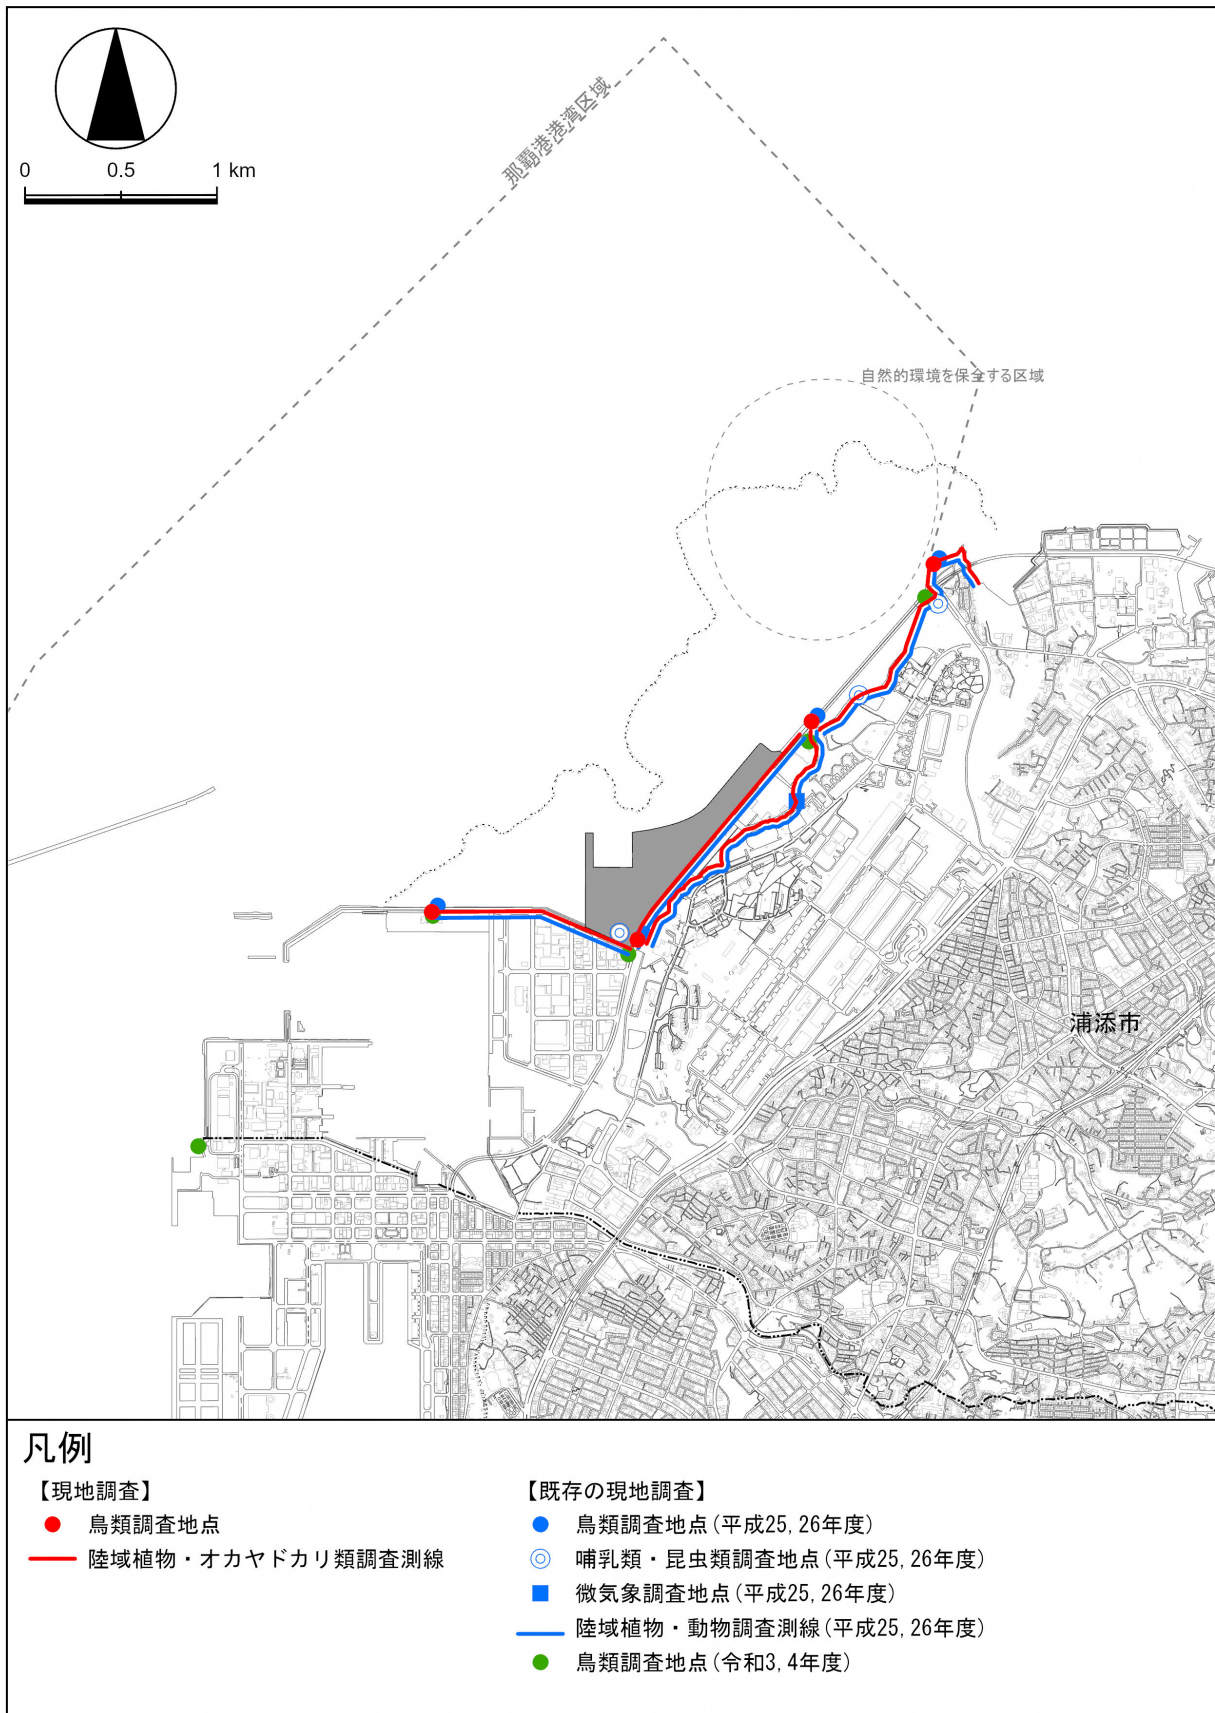 0 0.5 1 km
那覇港港湾区域
自然的環境を保全する区域
浦添市
凡例
【現地調査】
鳥類調査地点
陸域植物・オカヤドカリ類調査測線
【既存の現地調査】
鳥類調査地点(平成25,26年度)
哺乳類・昆虫類調査地点(平成25,26年度)
微気象調査地点(平成25,26年度)
陸域植物・動物調査測線(平成25,26年度)
鳥類調査地点(令和3,4年度)